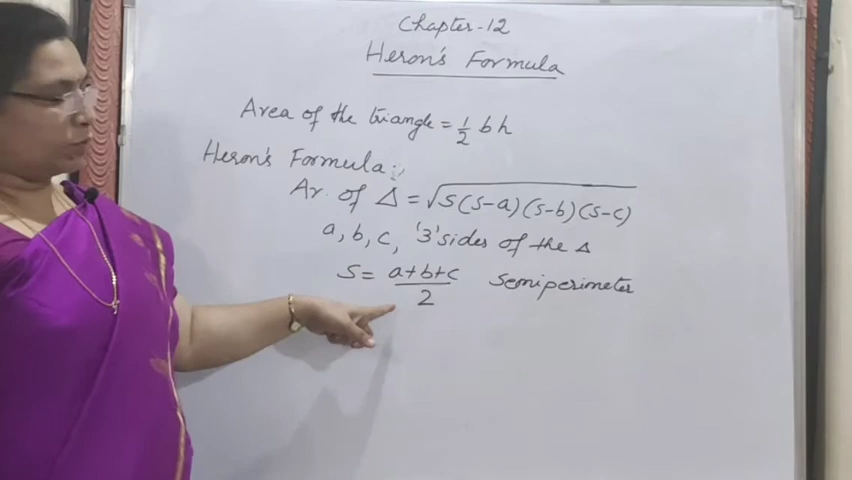 Chapter-12
Heron's Formula
Area of the triangle = 1/2 bh
Heron's Formula:
Ar. of Δ = √s(s-a)(s-b)(s-c)
a, b, c, '3' sides of the Δ
s = a+b+c/2 semiperimeter